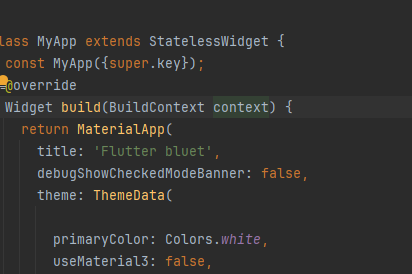 lass MyApp extends StatelessWidget {
const MyApp({super.key});
@override
Widget build(BuildContext context) {
return MaterialApp(
title: 'Flutter bluet',
debugShowCheckedModeBanner: false,
theme: ThemeData(
primaryColor: Colors.white,
useMaterial3: false,